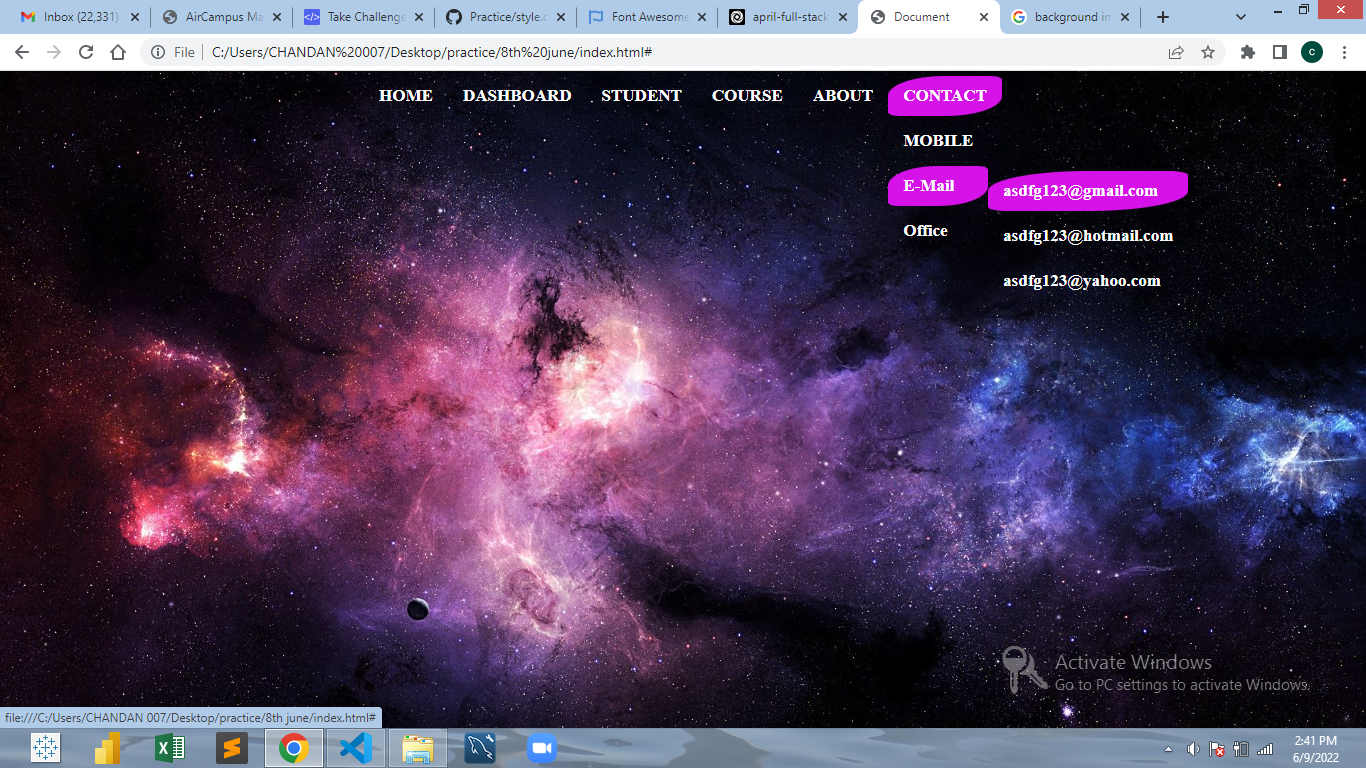 Inbox (22,331)
AirCampus Ma
Take Challenge
Practice/style.c
Font Awesome
april-full-stack
Document
background im
File
C:/Users/CHANDAN%20007/Desktop/practice/8th%20june/index.html#
c
HOME DASHBOARD STUDENT COURSE ABOUT CONTACT
MOBILE
E-Mail asdfg123@gmail.com
Office asdfg123@hotmail.com
asdfg123@yahoo.com
Activate Windows
Go to PC settings to activate Windows.
file:///C:/Users/CHANDAN 007/Desktop/practice/8th june/index.html#
2:41 PM
6/9/2022